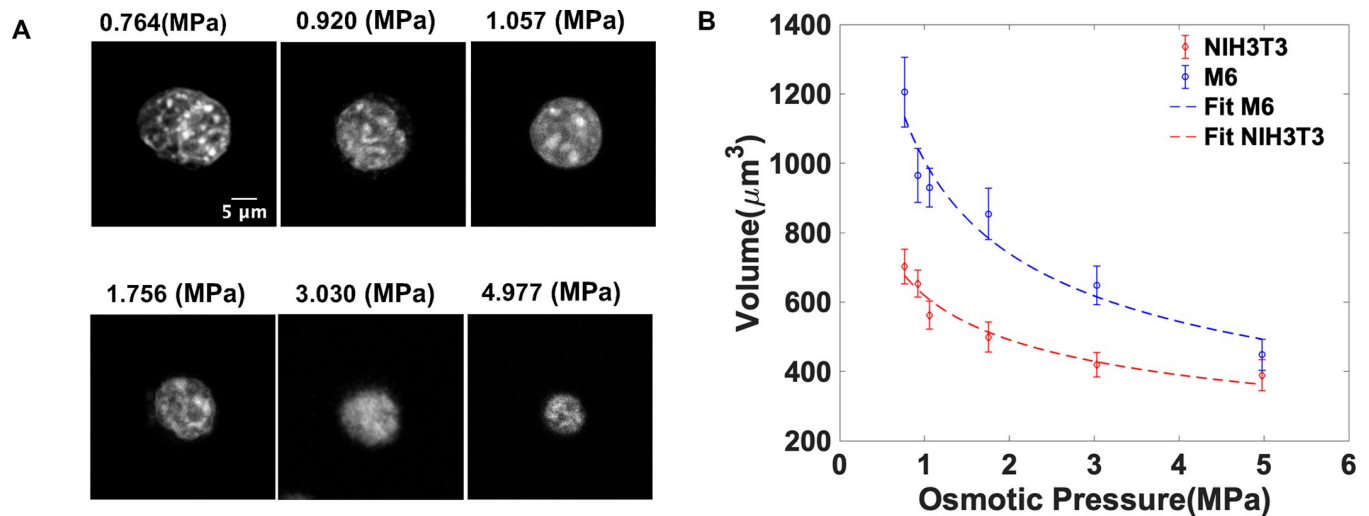 A
0.764(MPa)
0.920 (MPa)
1.057(MPa)
5 μm
1.756 (MPa)
3.030 (MPa)
4.977 (MPa)
B
1400
1200
1000
800
600
400
200
Volume(μm³)
NIH3T3
M6
Fit M6
Fit NIH3T3
0
1
2
3
4
5
6
Osmotic Pressure(MPa)